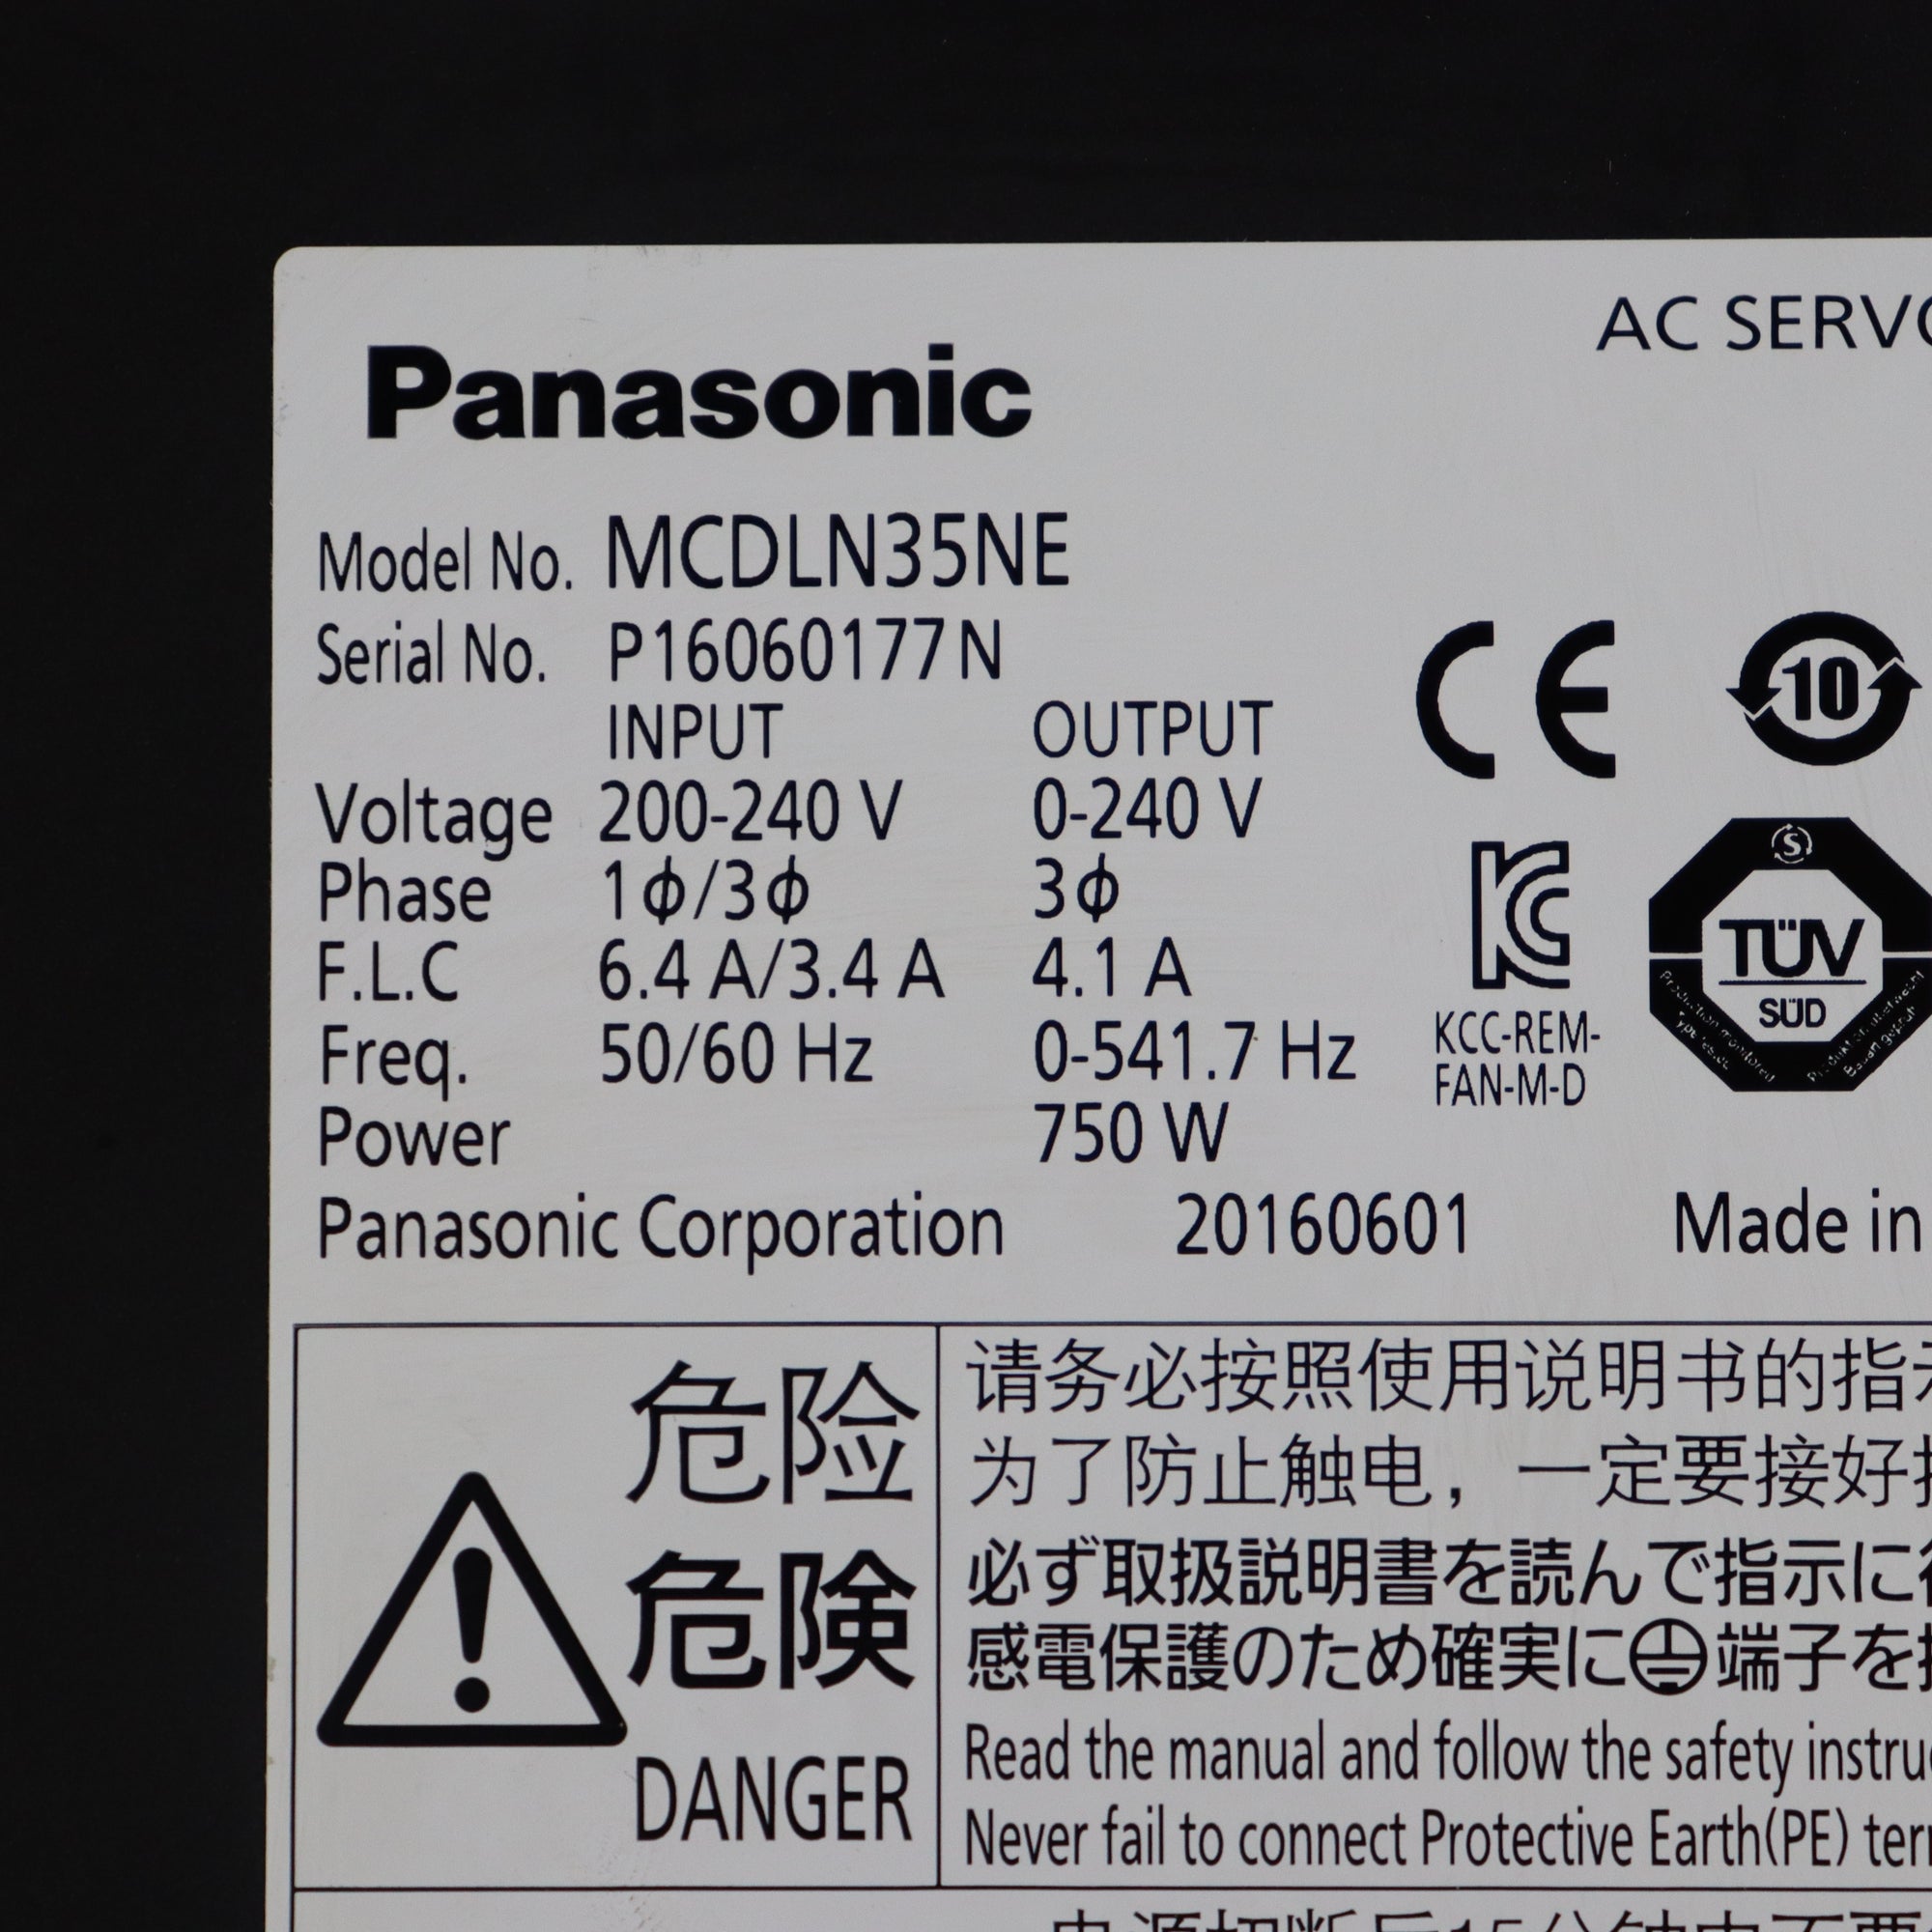 AC SERVO
Panasonic
Model No. MCDLN35NE
Serial No. P16060177N
INPUT OUTPUT
Voltage 200-240 V 0-240 V
Phase 1ϕ/3ϕ 3ϕ
F.L.C 6.4 A/3.4 A 4.1 A
Freq. 50/60 Hz 0-541.7 Hz
Power 750 W
CE
10
S
TÜV
SÜD
KCC-REM-
FAN-M-D
Panasonic Corporation 20160601 Made in
危险
危険
DANGER
请务必按照使用说明书的指
为了防止触电，一定要接好
必ず取扱説明書を読んで指示に
感電保護のため確実に⏚端子を
Read the manual and follow the safety instru
Never fail to connect Protective Earth(PE) ter